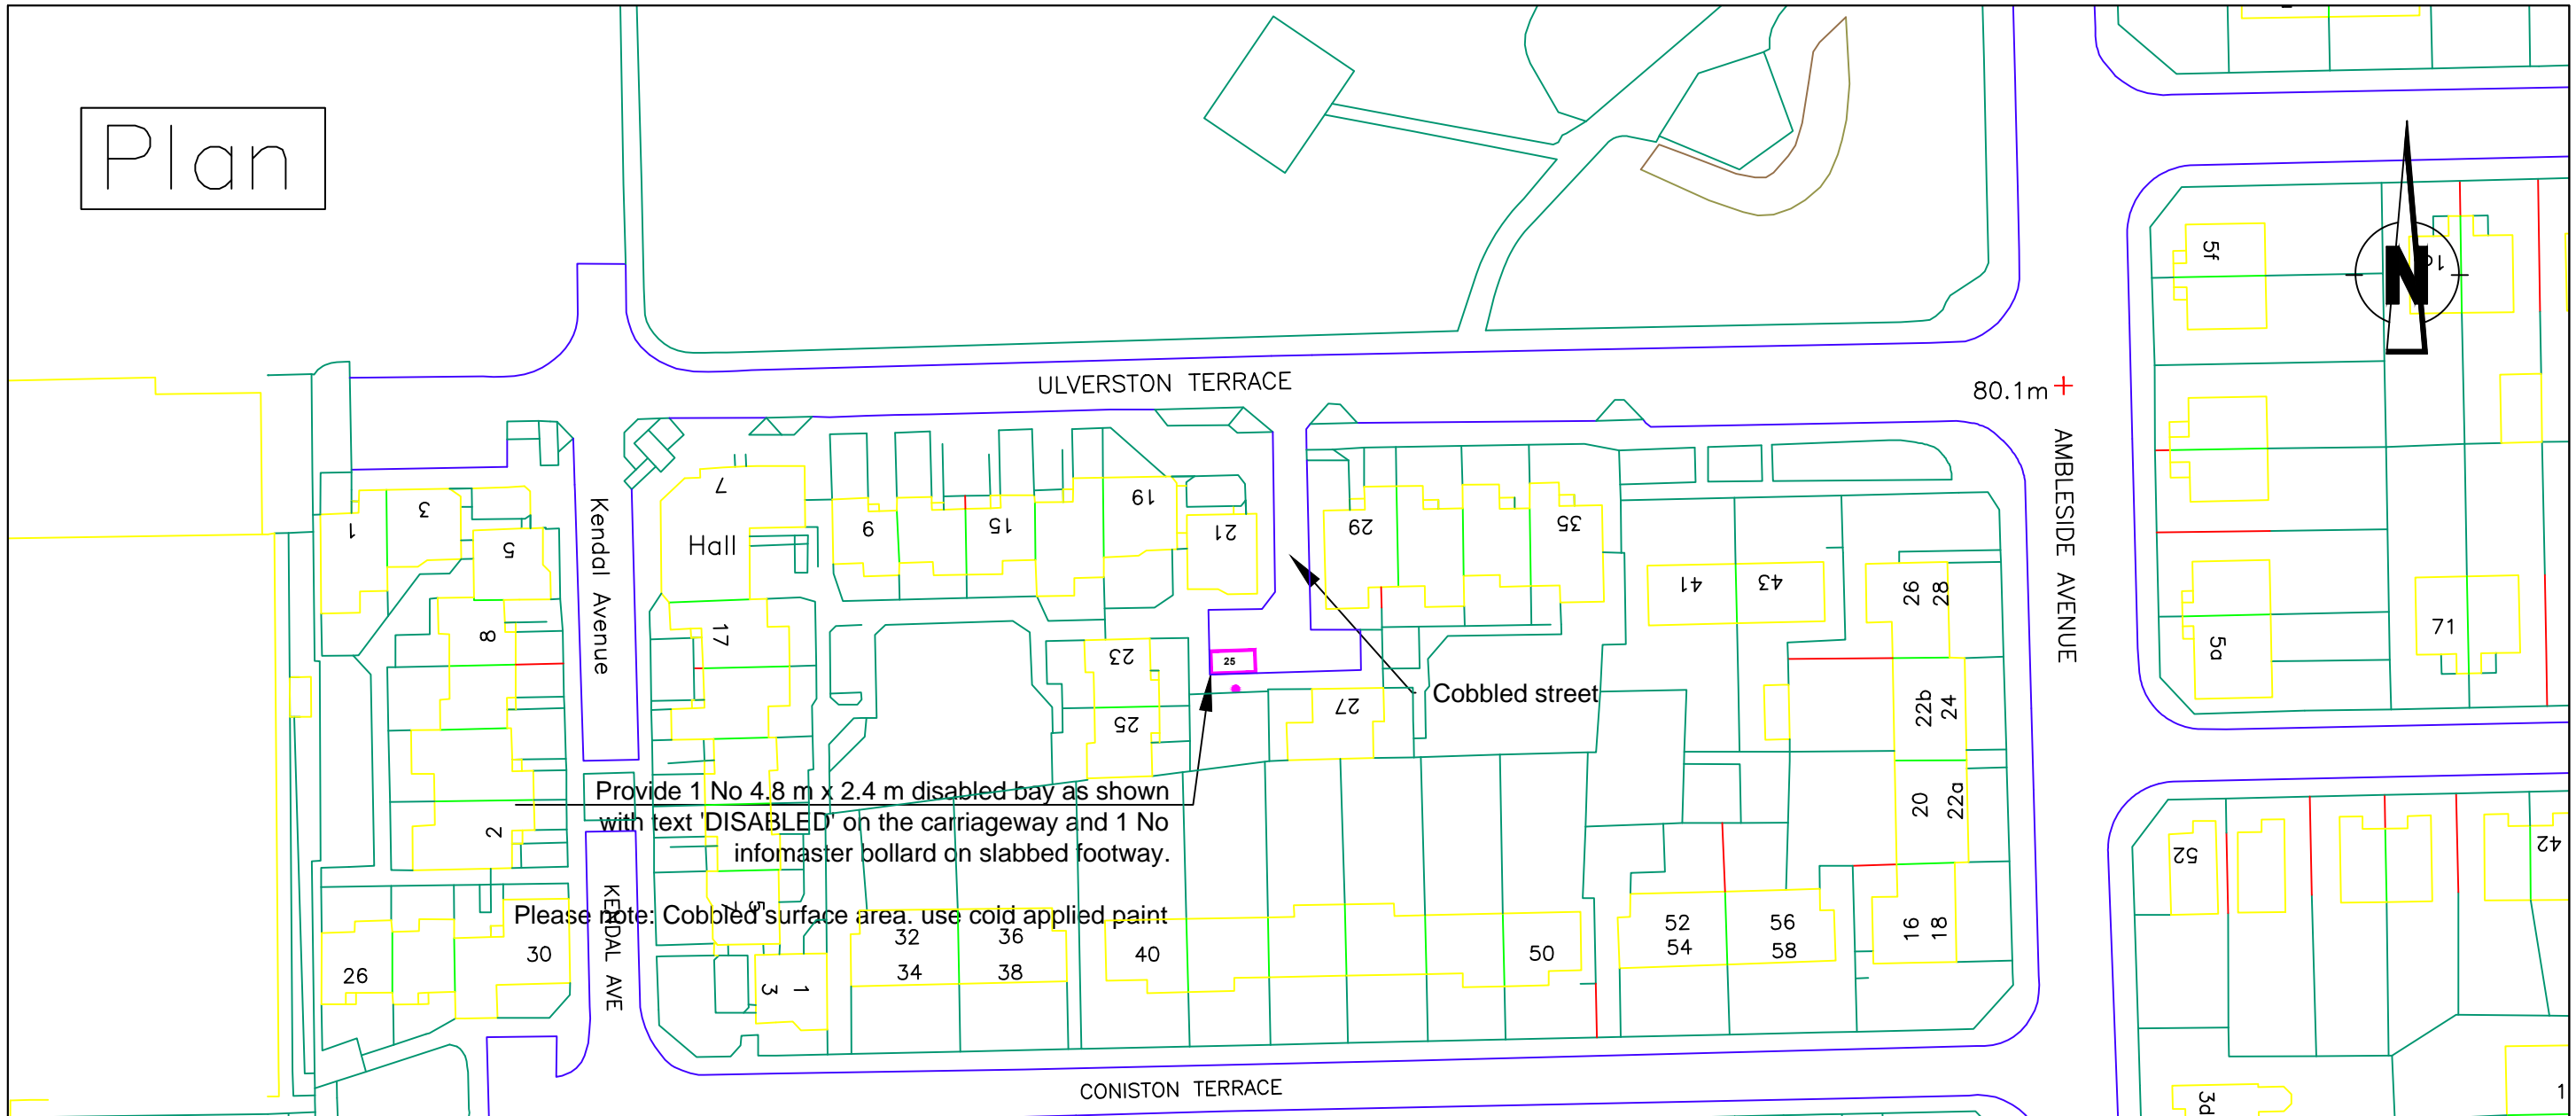 Plan
N
ULVERSTON TERRACE
80.1m
AMBLESIDE AVENUE
Kendal Avenue
KENDAL AVE
CONISTON TERRACE
Hall
Cobbled street
Provide 1 No 4.8 m x 2.4 m disabled bay as shown
with text 'DISABLED' on the carriageway and 1 No
infomaster bollard on slabbed footway.
Please note: Cobbled surface area. use cold applied paint
1
3
5
8
2
26
30
7
17
5
7
3
1
9
15
19
21
23
25
25
27
29
35
41
43
26
28
22b
24
20
22a
16
18
32
36
34
38
40
50
52
56
54
58
5f
5a
71
52
42
3d
1